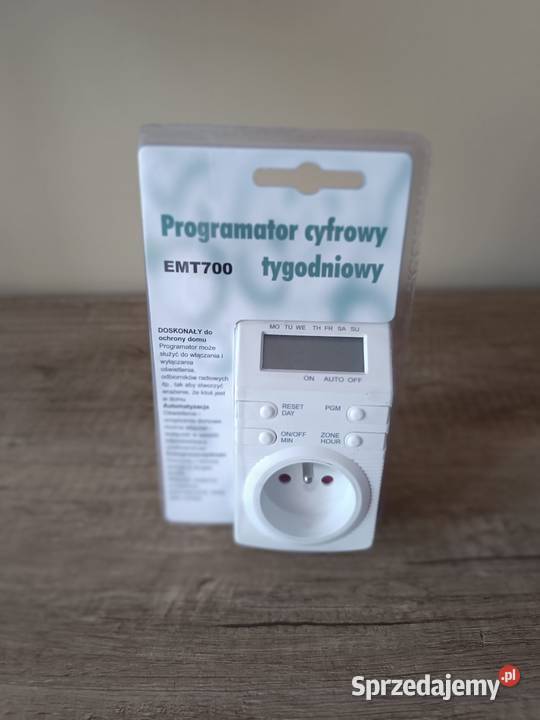 Programator cyfrowy
EMT700 tygodniowy
DOSKONAŁY do
ochrony domu
Programator może
służyć do włączania i
wyłączania
oświetlenia,
odbiorników radiowych
itp., tak aby stworzyć
wrażenie, że ktoś jest
w domu
Automatyzacja
Oświetlenie -
MO TU WE TH FR SA SU
ON AUTO OFF
RESET
DAY
PGM
ON/OFF
MIN
ZONE
HOUR
Sprzedajemy.pl